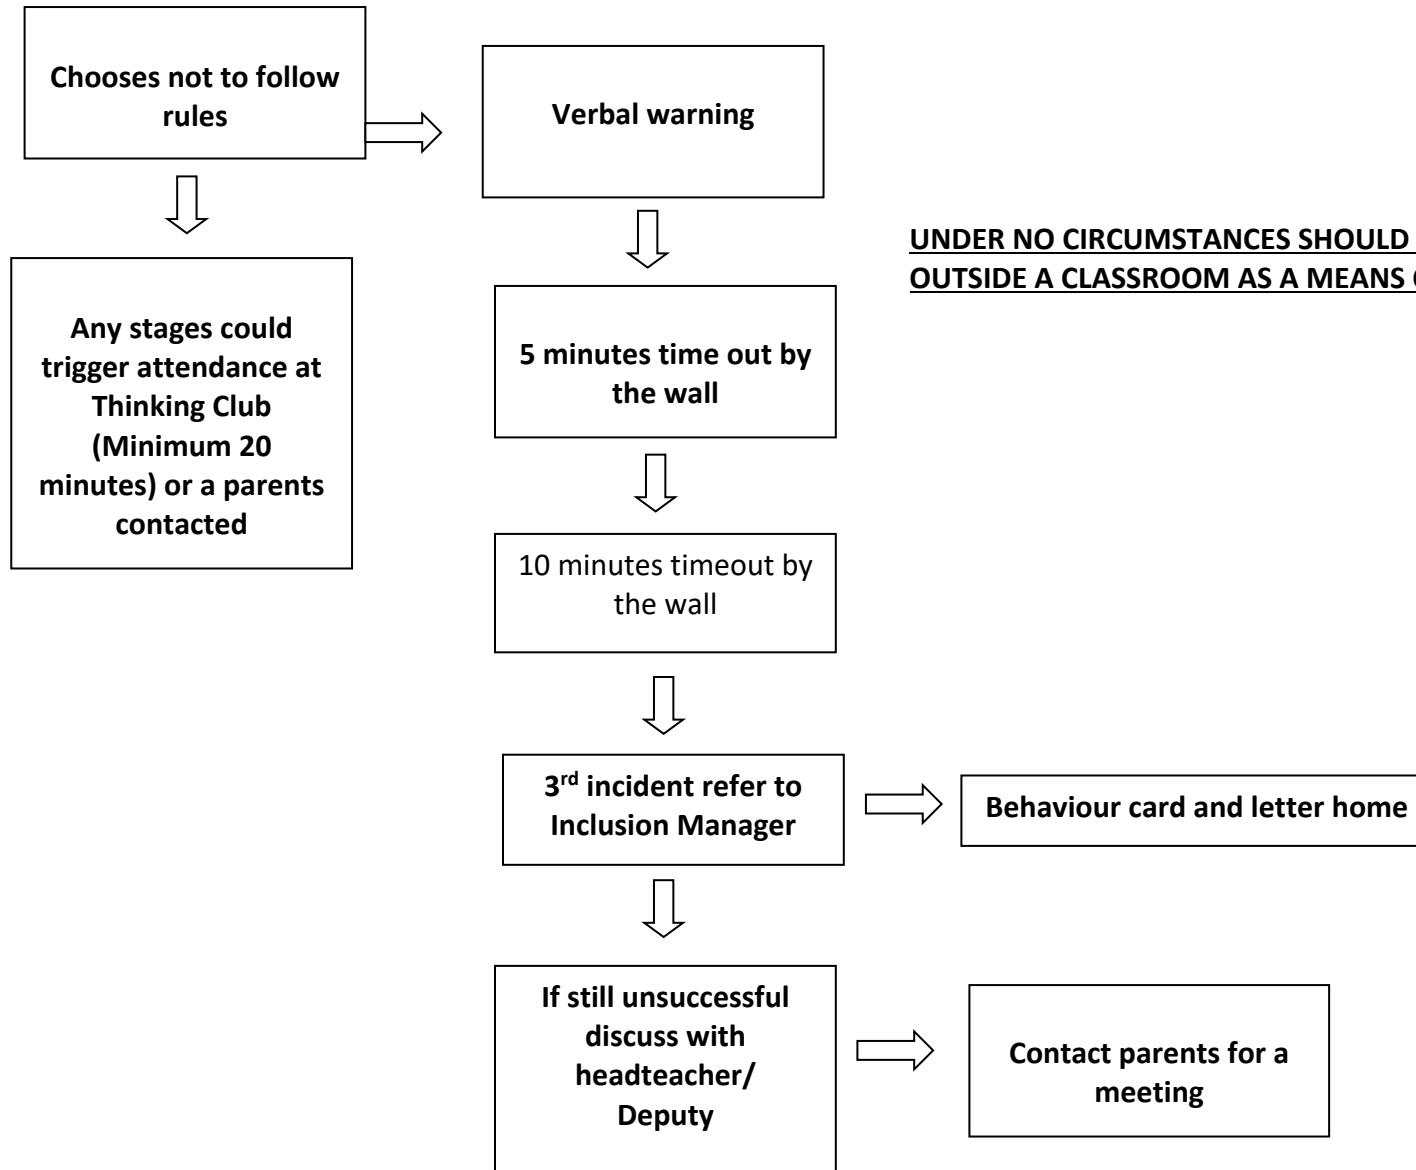 Chooses not to follow
rules
Verbal warning
UNDER NO CIRCUMSTANCES SHOULD
OUTSIDE A CLASSROOM AS A MEANS
Any stages could
trigger attendance at
Thinking Club
(Minimum 20
minutes) or a parents
contacted
5 minutes time out by
the wall
10 minutes timeout by
the wall
3rd incident refer to
Inclusion Manager
Behaviour card and letter home
If still unsuccessful
discuss with
headteacher/
Deputy
Contact parents for a
meeting